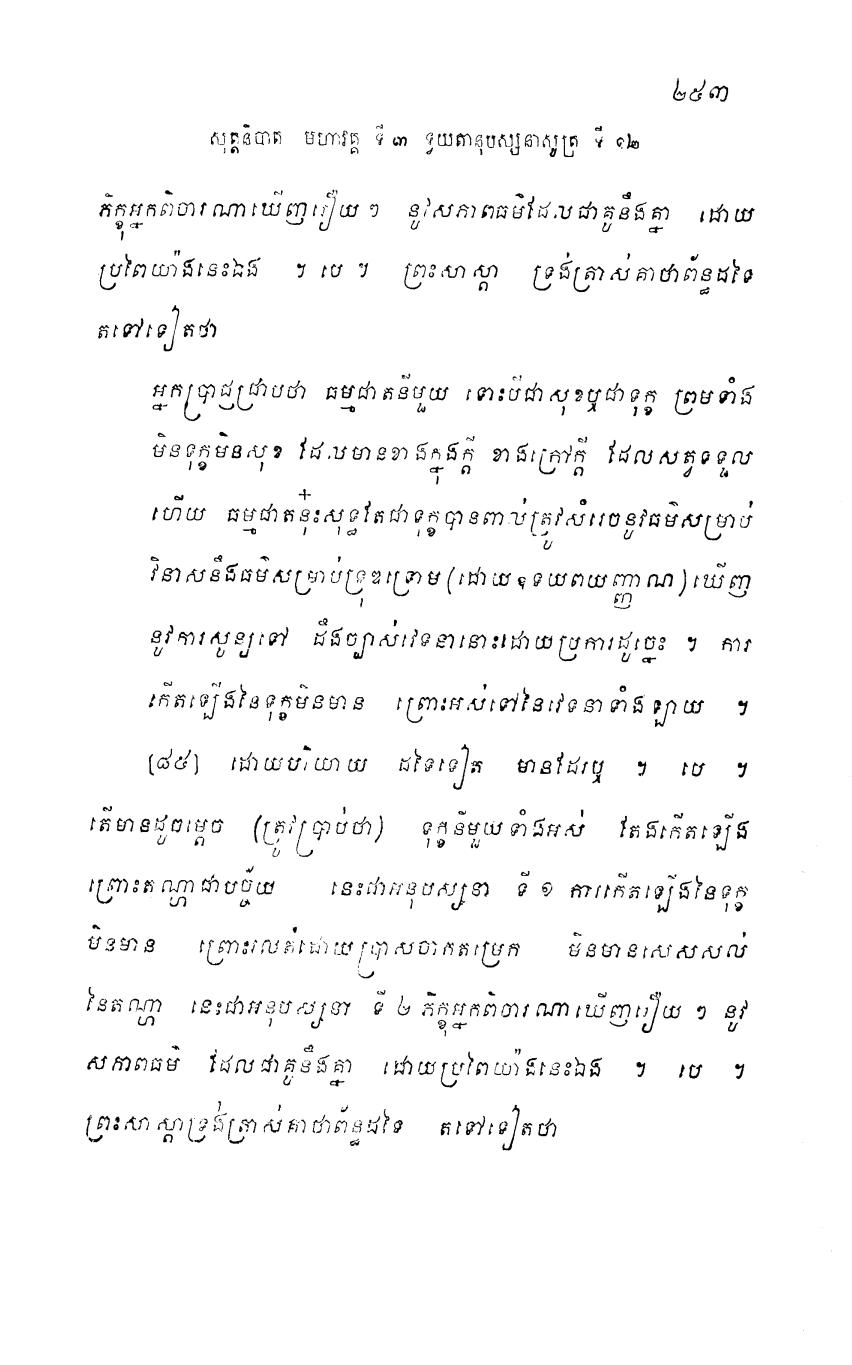 ២៥៣
សុត្តនិបាត មហាវគ្គ ទី ៣ ទ្វយតានុបស្សនាសូត្រ ទី ១២
ភិក្ខុអ្នកពិចារណាឃើញរឿយ ៗ នូវសភាពធម៌ដែលជាគូនឹងគ្នា ដោយ
ប្រពៃយ៉ាងនេះឯង ។ បេ ។ ព្រះសាស្តា ទ្រង់ត្រាស់គាថាព័ន្ធដទៃ
តទៅទៀតថា
អ្នកប្រាជ្ញជ្រាបថា ធម្មជាតនីមួយ ទោះបីជាសុខឬជាទុក្ខ ព្រមទាំង
មិនទុក្ខមិនសុខ ដែលមានខាងក្នុងក្តី ខាងក្រៅក្តី ដែលសត្វទទួល
ហើយ ធម្មជាតនុ៎ះសុទ្ធតែជាទុក្ខបានពាល់ត្រូវសំរេចនូវធម៌សម្រាប់
វិនាសនឹងធម៌សម្រាប់ទ្រុឌទ្រោម (ដោយឧទយពយញ្ញាណ) ឃើញ
នូវការសូន្យទៅ ដឹងច្បាស់វេទនានោះដោយប្រការដូច្នេះ ។ ការ
កើតឡើងនៃទុក្ខមិនមាន ព្រោះអស់ទៅនៃវេទនាទាំងឡាយ ។
[៨៥] ដោយបរិយាយ ដទៃទៀត មានដែរឬ ។ បេ ។
តើមានដូចម្តេច (ត្រូវប្រាប់ថា) ទុក្ខនីមួយទាំងអស់ តែងកើតឡើង
ព្រោះតណ្ហាជាបច្ច័យ នេះជាអនុបស្សនា ទី ១ ការកើតឡើងនៃទុក្ខ
មិនមាន ព្រោះរលត់ដោយប្រាសចាកតម្រេក មិនមានសេសសល់
នៃតណ្ហា នេះជាអនុបស្សនា ទី ២ ភិក្ខុអ្នកពិចារណាឃើញរឿយ ៗ នូវ
សភាពធម៌ ដែលជាគូនឹងគ្នា ដោយប្រពៃយ៉ាងនេះឯង ។ បេ ។
ព្រះសាស្តាទ្រង់ត្រាស់គាថាព័ន្ធដទៃ តទៅទៀតថា